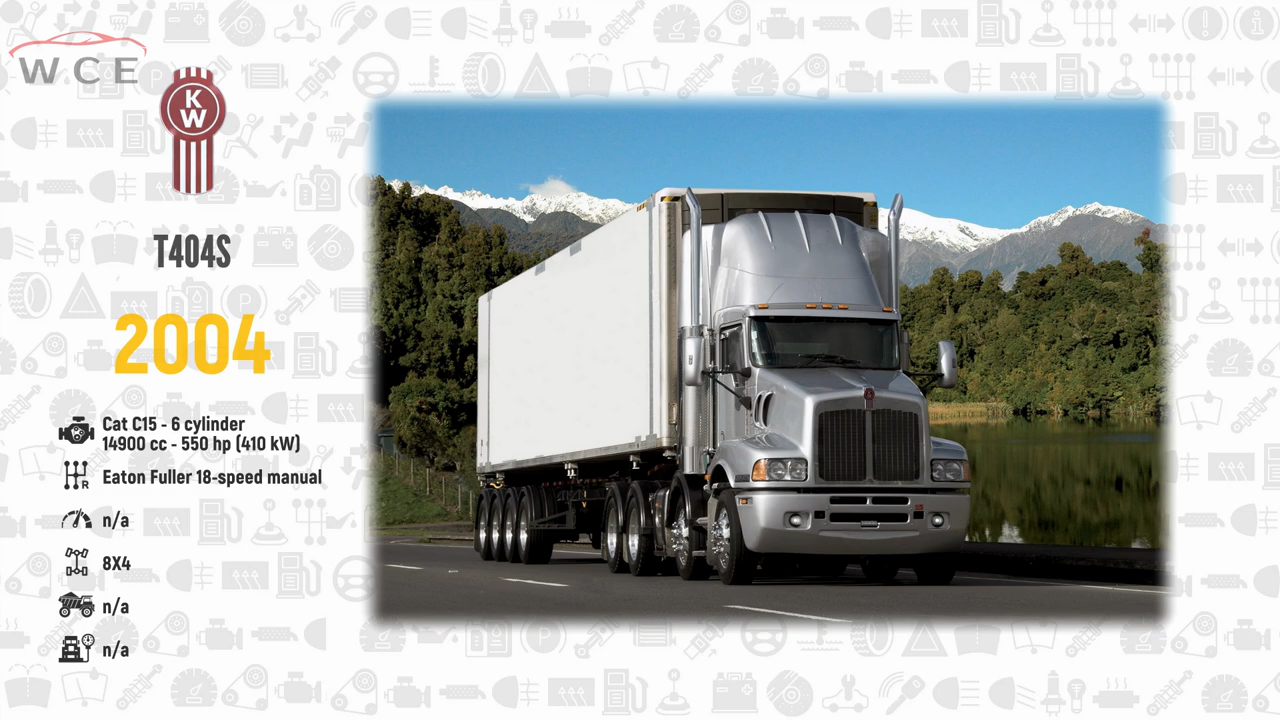 W.C.E
KW
T404S
2004
Cat C15 - 6 cylinder
14900 cc - 550 hp (410 kW)
R
Eaton Fuller 18-speed manual
n/a
8X4
n/a
n/a